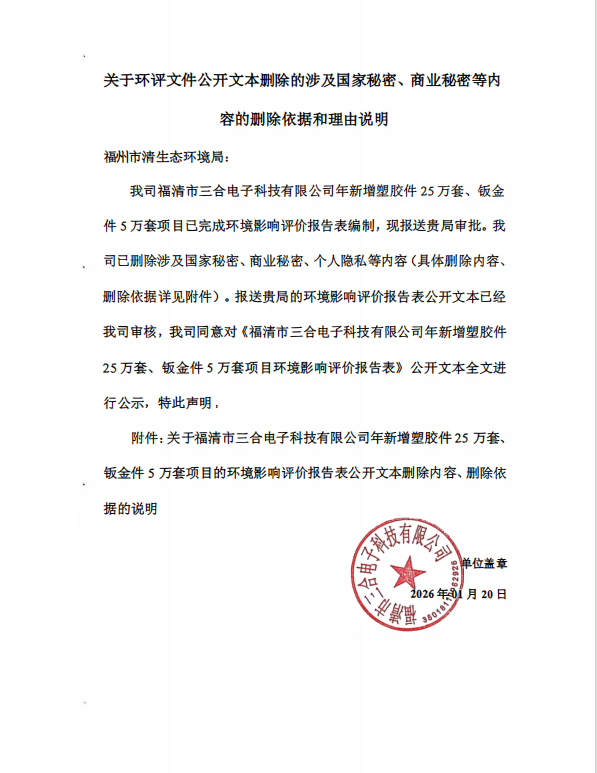 关于环评文件公开文本删除的涉及国家秘密、商业秘密等内
容的删除依据和理由说明
福州市清生态环境局：
我司福清市三合电子科技有限公司年新增塑胶件 25 万套、钣金
件 5 万套项目已完成环境影响评价报告表编制，现报送贵局审批。我
司已删除涉及国家秘密、商业秘密、个人隐私等内容（具体删除内容、
删除依据详见附件）。报送贵局的环境影响评价报告表公开文本已经
我司审核，我司同意对《福清市三合电子科技有限公司年新增塑胶件
25 万套、钣金件 5 万套项目环境影响评价报告表》公开文本全文进
行公示，特此声明，
附件：关于福清市三合电子科技有限公司年新增塑胶件 25 万套、
钣金件 5 万套项目的环境影响评价报告表公开文本删除内容、删除依
据的说明
福清市三合电子科技有限公司
单位盖章
2026 年 01 月 20 日